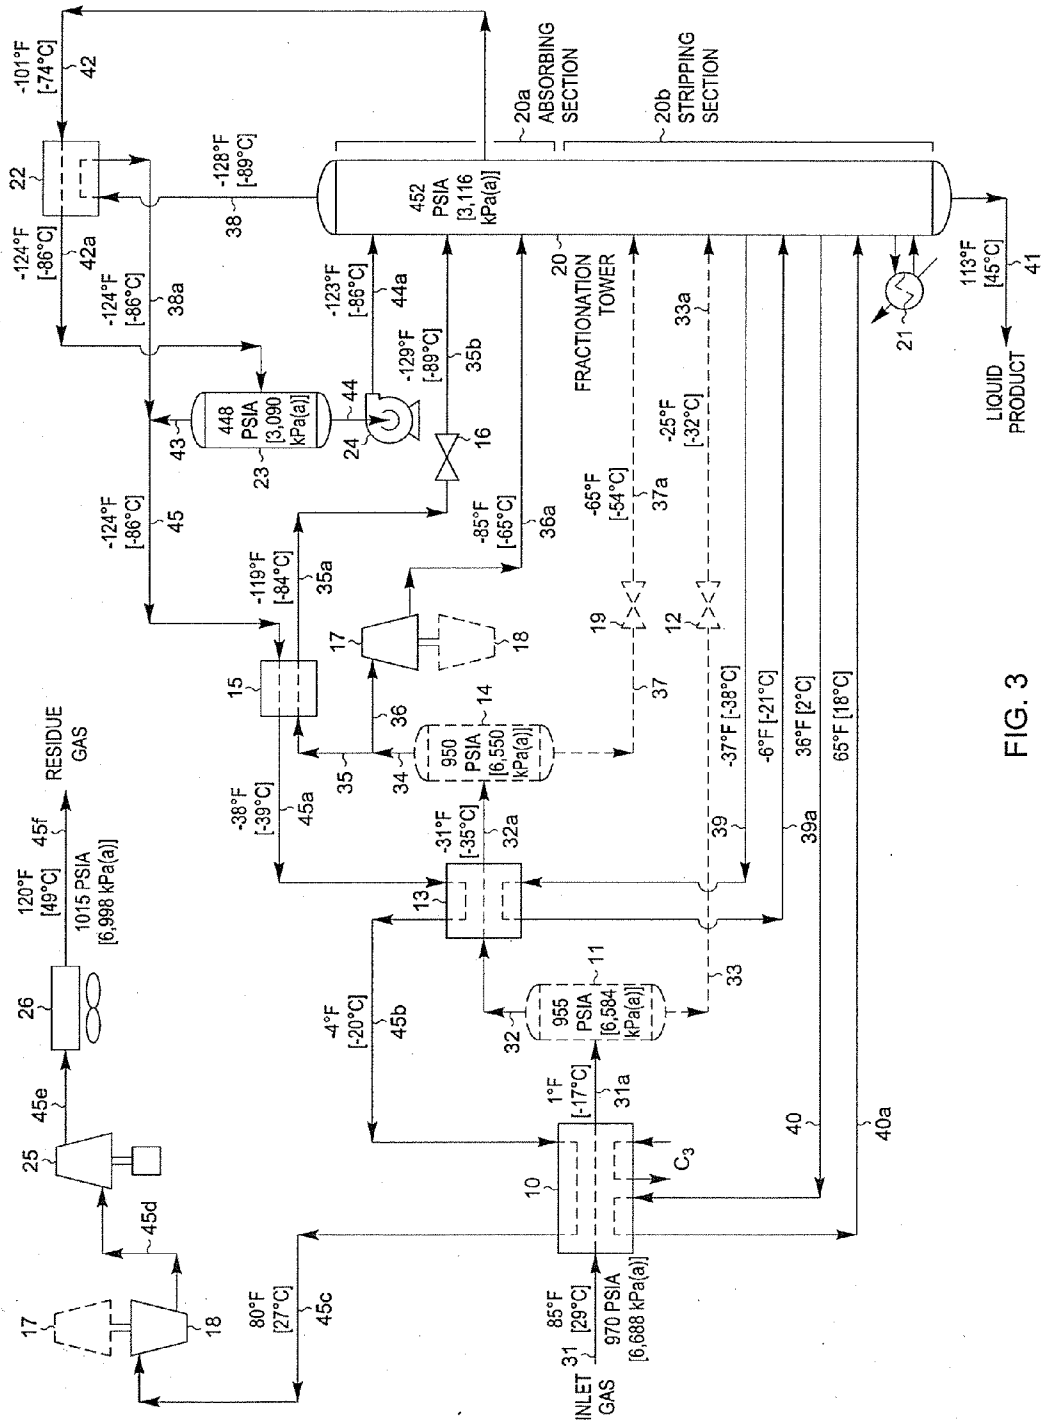 -101°F
[-74°C]
42
22
-124°F
[-86°C]
42a
-128°F
[-89°C]
38
-124°F
[-86°C]
38a
20a
ABSORBING
SECTION
20b
STRIPPING
SECTION
452
PSIA
[3,116
kPa(a)]
20
FRACTIONATION
TOWER
-123°F
[-86°C]
44a
-129°F
[-89°C]
35b
43
448
PSIA
[3,090
kPa(a)]
23
44
24
16
-124°F
[-86°C]
45
-119°F
[-84°C]
35a
-85°F
[-65°C]
36a
-65°F
[-54°C]
37a
-25°F
[-32°C]
33a
21
113°F
[45°C]
41
LIQUID
PRODUCT
15
17
18
19
12
35
36
34
14
950
PSIA
[6,550
kPa(a)]
37
-37°F [-38°C]
-6°F [-21°C]
36°F [2°C]
65°F [18°C]
39
39a
RESIDUE
GAS
45f
120°F
[49°C]
1015 PSIA
[6,998 kPa(a)]
26
45e
25
45d
17
18
-38°F
[-39°C]
45a
-31°F
[-35°C]
32a
13
-4°F
[-20°C]
45b
32
11
955
PSIA
[6,584
kPa(a)]
33
1°F
[-17°C]
31a
10
C3
40
40a
80°F
[27°C]
45c
85°F
[29°C]
31
970 PSIA
[6,688 kPa(a)]
INLET
GAS
FIG. 3